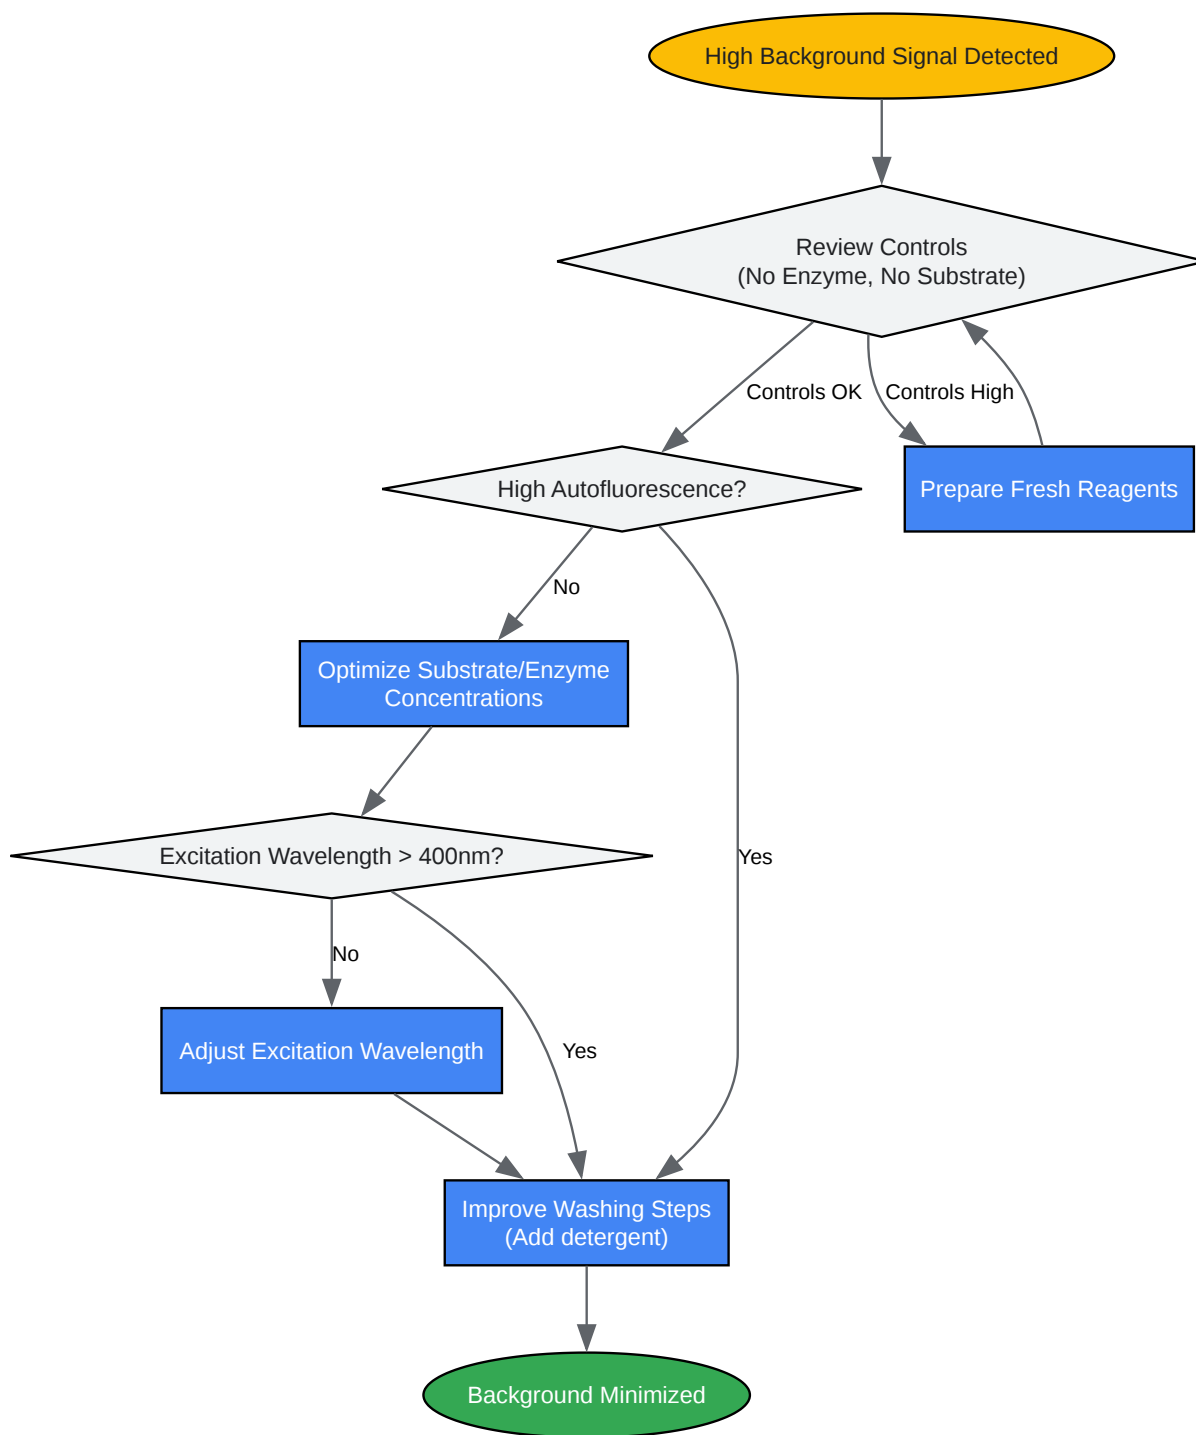 High Background Signal Detected
Review Controls
(No Enzyme, No Substrate)
Controls OK
Controls High
High Autofluorescence?
Prepare Fresh Reagents
No
Optimize Substrate/Enzyme
Concentrations
Excitation Wavelength > 400nm?
Yes
No
Adjust Excitation Wavelength
Yes
Improve Washing Steps
(Add detergent)
Background Minimized